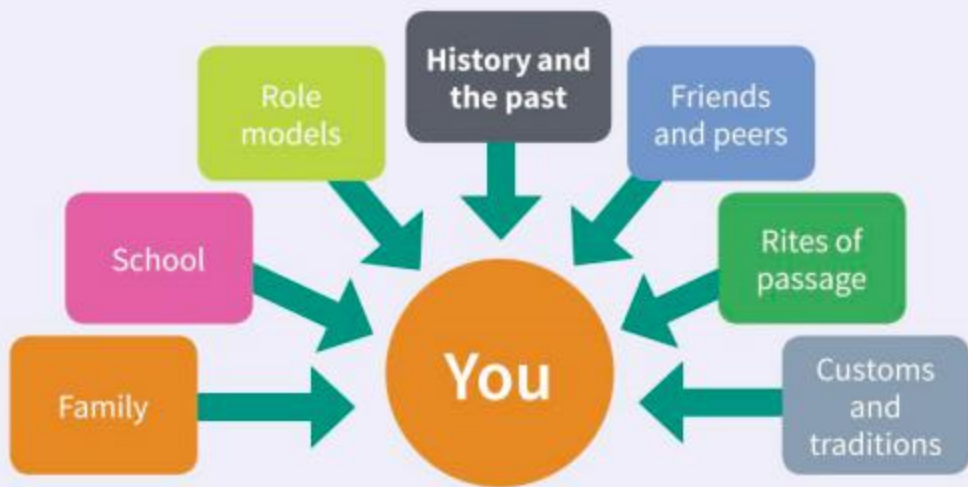 History and
the past
Role
models
Friends
and peers
School
Rites of
passage
Family
You
Customs
and
traditions